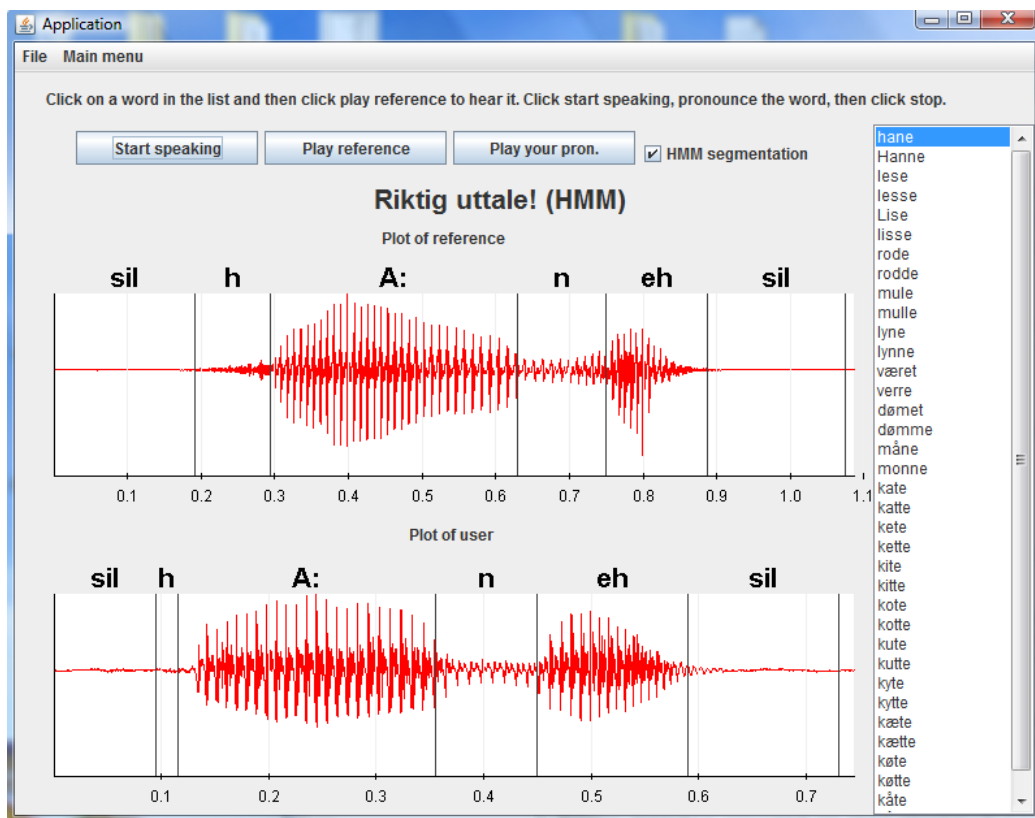 Application
File Main menu
Click on a word in the list and then click play reference to hear it. Click start speaking, pronounce the word, then click stop.
Start speaking Play reference Play your pron. HMM segmentation
Riktig uttale! (HMM)
Plot of reference
sil h A: n eh sil
0.1 0.2 0.3 0.4 0.5 0.6 0.7 0.8 0.9 1.0 1.1
Plot of user
sil h A: n eh sil
0.1 0.2 0.3 0.4 0.5 0.6 0.7
hane
Hanne
lese
lesse
Lise
lisse
rode
rodde
mule
mulle
lyne
lynne
været
verre
dømet
dømme
måne
monne
kate
katte
kete
kette
kite
kitte
kote
kotte
kute
kutte
kyte
kytte
kæte
kætte
køte
køtte
kåte